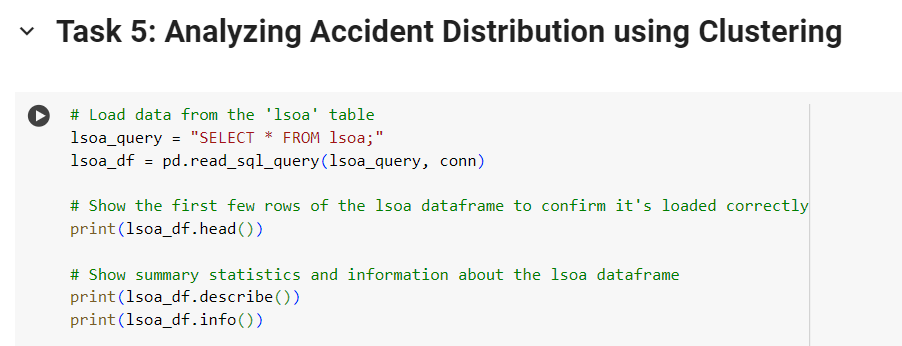 Task 5: Analyzing Accident Distribution using Clustering
# Load data from the 'lsoa' table
lsoa_query = "SELECT * FROM lsoa;"
lsoa_df = pd.read_sql_query(lsoa_query, conn)
# Show the first few rows of the lsoa dataframe to confirm it's loaded correctly
print(lsoa_df.head())
# Show summary statistics and information about the lsoa dataframe
print(lsoa_df.describe())
print(lsoa_df.info())